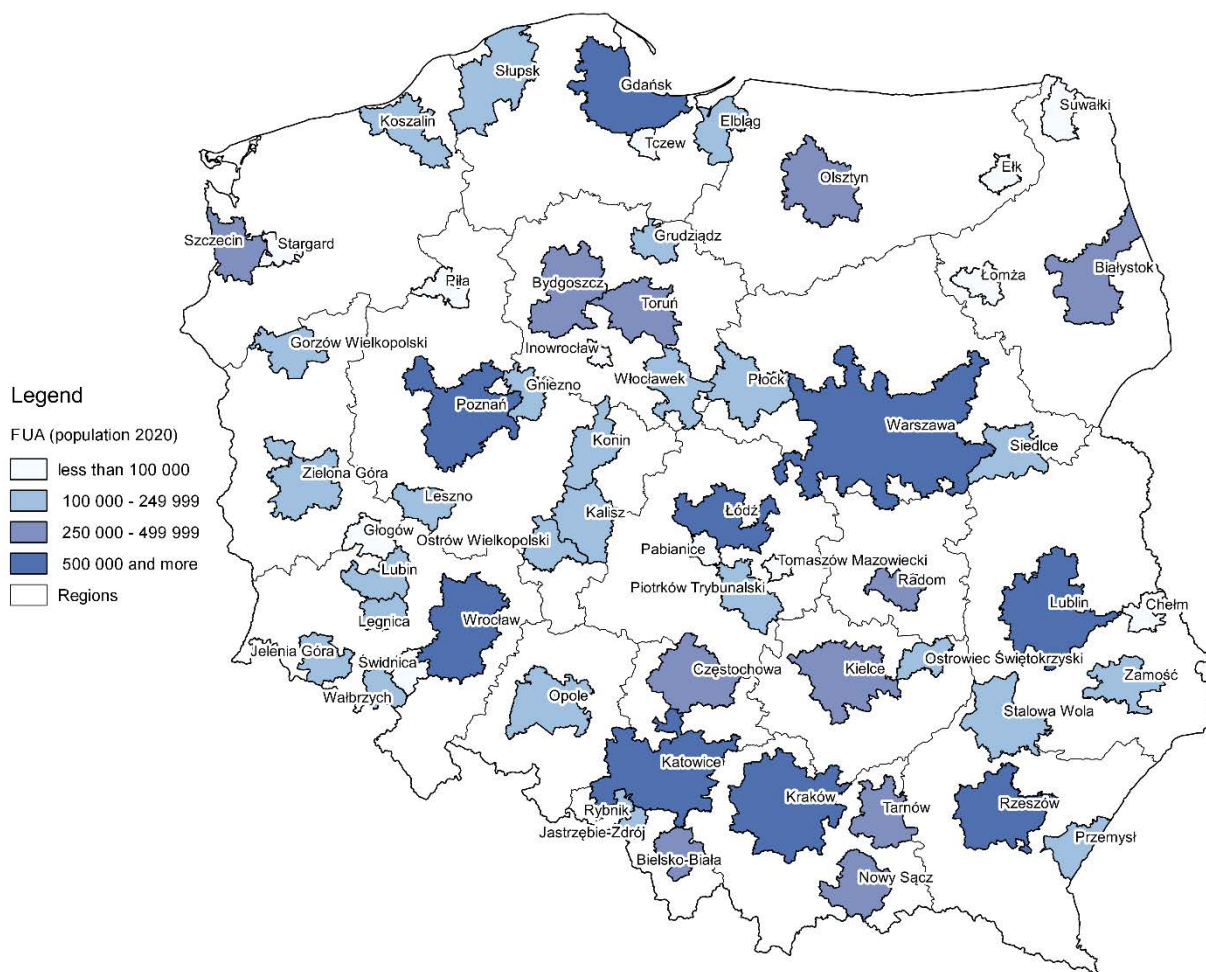 Słupsk
Gdańsk
Suwałki
Koszalin
Elbląg
Tczew
Ełk
Olsztyn
Szczecin
Stargard
Grudziądz
Białystok
Piła
Bydgoszcz
Łomża
Toruń
Gorzów Wielkopolski
Inowrocław
Włocławek
Płock
Gniezno
Poznań
Warszawa
Konin
Siedlce
Zielona Góra
Leszno
Kalisz
Łódź
Głogów
Ostrów Wielkopolski
Pabianice
Tomaszów Mazowiecki
Lubin
Piotrków Trybunalski
Radom
Lublin
Chełm
Legnica
Wrocław
Jelenia Góra
Świdnica
Częstochowa
Kielce
Ostrowiec Świętokrzyski
Zamość
Wałbrzych
Opole
Stalowa Wola
Katowice
Kraków
Rzeszów
Rybnik
Tarnów
Jastrzębie-Zdrój
Przemysł
Bielsko-Biała
Nowy Sącz
Legend
FUA (population 2020)
less than 100 000
100 000 - 249 999
250 000 - 499 999
500 000 and more
Regions